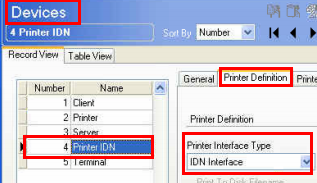 Devices
4 Printer IDN
Sort By Number
Record View Table View
Number Name
1 Client
2 Printer
3 Server
4 Printer IDN
5 Terminal
General Printer Definition Printe
Printer Definition
Printer Interface Type
IDN Interface
Print To Disk Filename